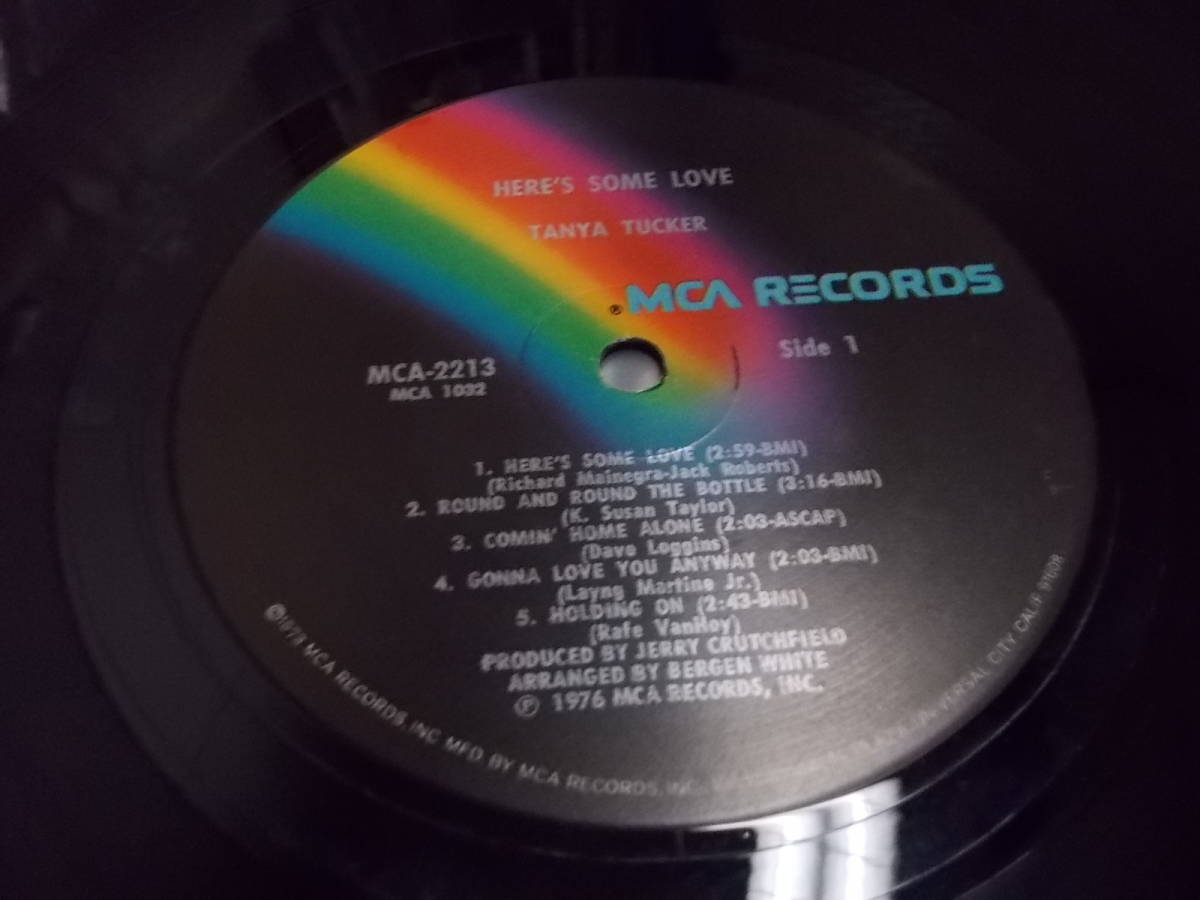 HERE'S SOME LOVE
TANYA TUCKER
® MCA RECORDS
MCA-2213
MCA 1032
Side 1
1. HERE'S SOME LOVE (2:59-BMI)
(Richard Mainegra-Jack Roberts)
2. ROUND AND ROUND THE BOTTLE (3:16-BMI)
(K. Susan Taylor)
3. COMIN' HOME ALONE (2:03-ASCAP)
(Dave Loggins)
4. GONNA LOVE YOU ANYWAY (2:03-BMI)
(Layng Martine Jr.)
5. HOLDING ON (2:43-BMI)
(Rafe VanHoy)
PRODUCED BY JERRY CRUTCHFIELD
ARRANGED BY BERGEN WHITE
℗ 1976 MCA RECORDS, INC.
MCA RECORDS, INC MFD BY MCA RECORDS, INC. CITY, CALIF